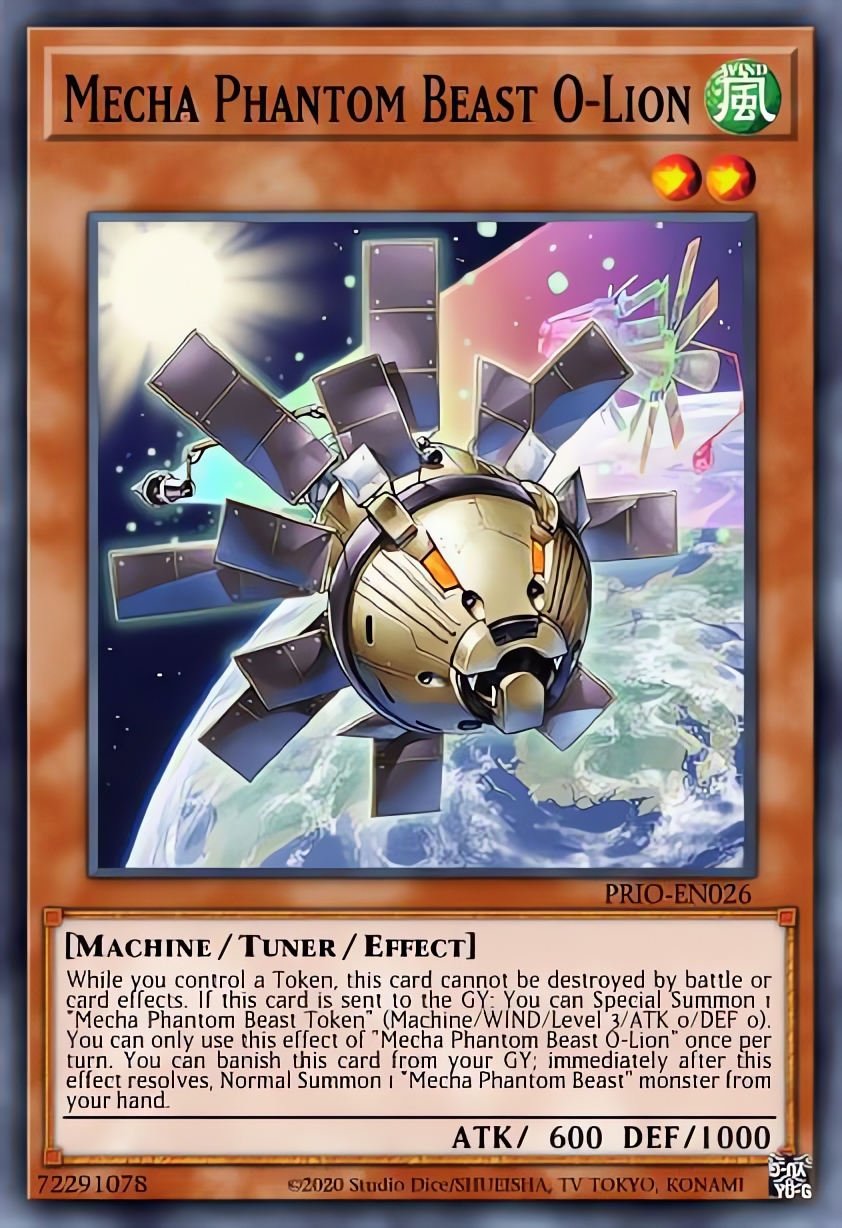 Mecha Phantom Beast O-Lion
WIND
風
PRIO-EN026
[Machine/Tuner/Effect]
While you control a Token, this card cannot be destroyed by battle or
card effects. If this card is sent to the GY: You can Special Summon 1
"Mecha Phantom Beast Token" (Machine/WIND/Level 3/ATK 0/DEF 0).
You can only use this effect of "Mecha Phantom Beast O-Lion" once per
turn. You can banish this card from your GY; immediately after this
effect resolves, Normal Summon 1 "Mecha Phantom Beast" monster from
your hand.
ATK/ 600 DEF/1000
72291078 ©2020 Studio Dice/SHUEISHA, TV TOKYO, KONAMI